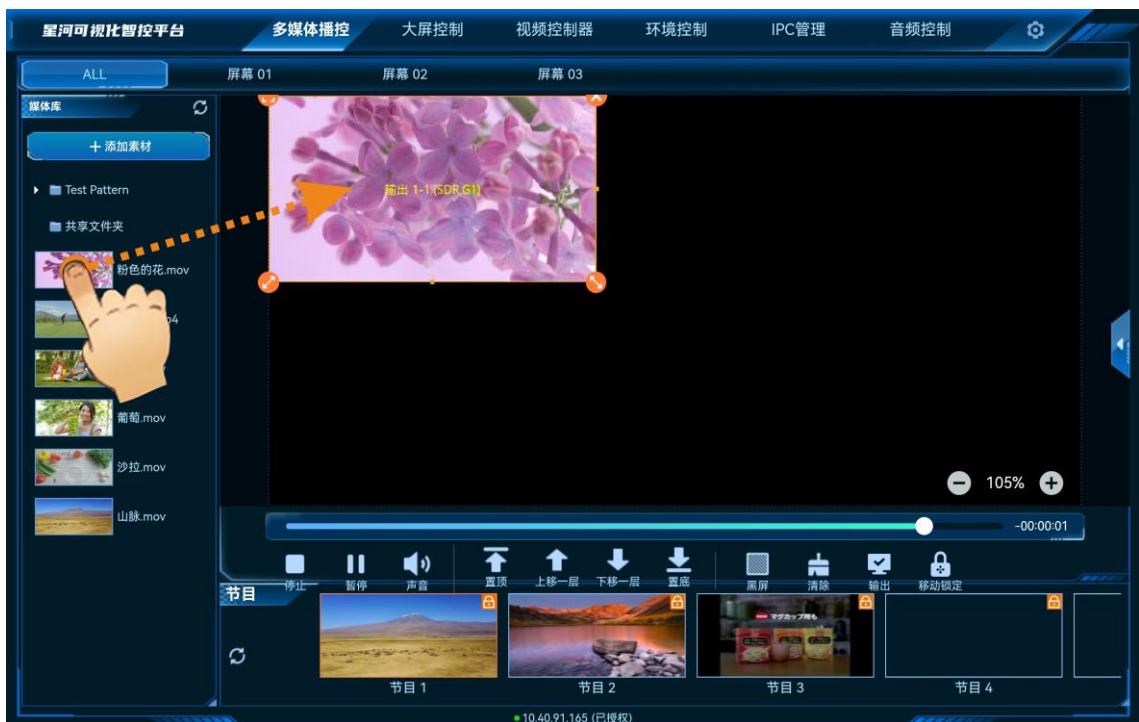 星河可视化智控平台
多媒体播控 大屏控制 视频控制器 环境控制 IPC管理 音频控制
ALL 屏幕 01 屏幕 02 屏幕 03
媒体库
+ 添加素材
Test Pattern
共享文件夹
粉色的花.mov
葡萄.mov
沙拉.mov
山脉.mov
输出 1-1 (SDR,G1)
105%
-00:00:01
停止 暂停 声音 置顶 上移一层 下移一层 置底 黑屏 清除 输出 移动锁定
节目
マグカップ用も
节目 1 节目 2 节目 3 节目 4
10.40.91.165 (已授权)